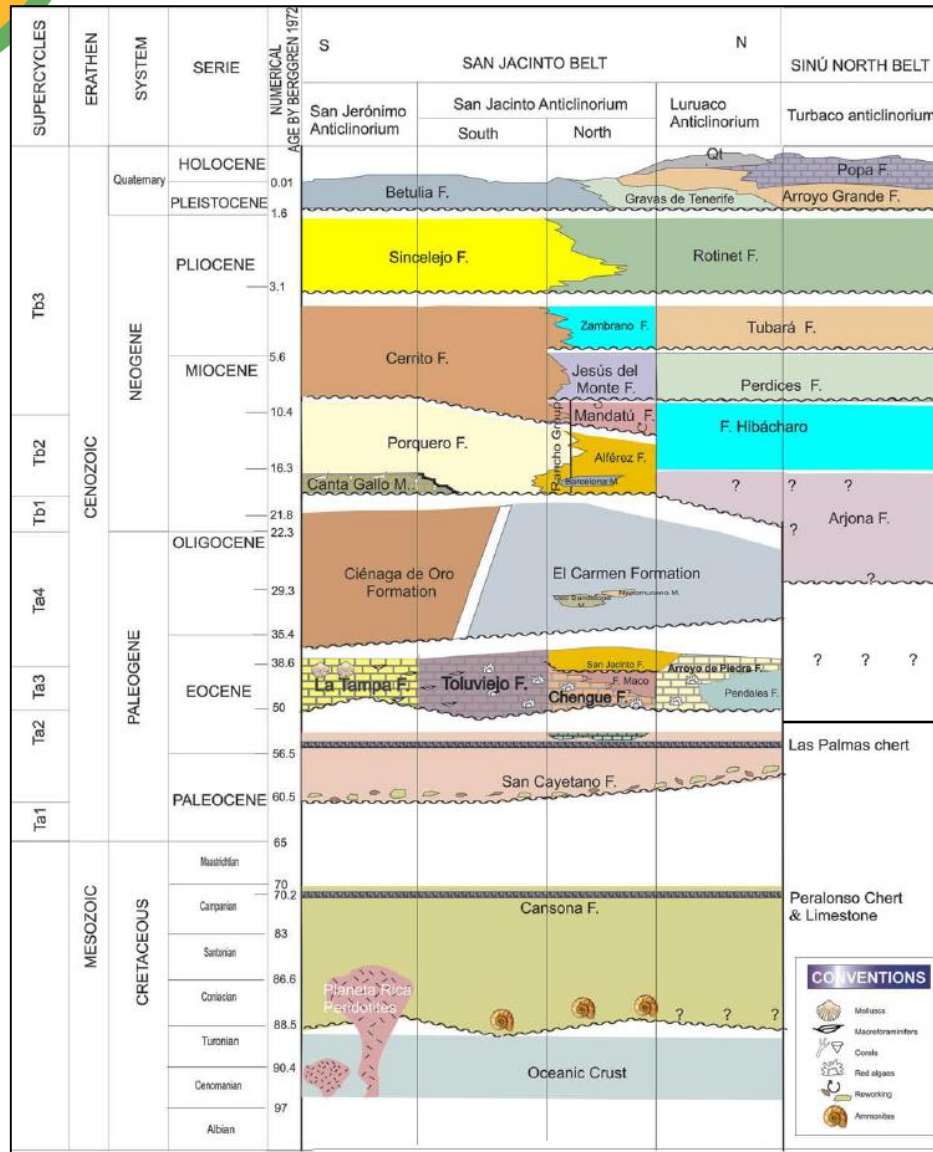 SUPERCYCLES
ERATHEN
SYSTEM
SERIE
NUMERICAL
AGE BY BERGGREN 1972
S
N
SAN JACINTO BELT
SINÚ NORTH BELT
San Jerónimo
Anticlinorium
San Jacinto Anticlinorium
South
North
Luruaco
Anticlinorium
Turbaco anticlinorium
Tb3
Tb2
Tb1
Ta4
Ta3
Ta2
Ta1
CENOZOIC
MESOZOIC
Quaternary
NEOGENE
PALEOGENE
CRETACEOUS
HOLOCENE
PLEISTOCENE
PLIOCENE
MIOCENE
OLIGOCENE
EOCENE
PALEOCENE
Maastrichtian
Campanian
Santonian
Coniacian
Turonian
Cenomanian
Albian
0.01
1.6
3.1
5.6
10.4
16.3
21.8
22.3
29.3
35.4
38.6
50
56.5
60.5
65
70
70.2
83
86.6
88.5
90.4
97
Qt
Popa F.
Betulia F.
Gravas de Tenerife
Arroyo Grande F.
Sincelejo F.
Rotinet F.
Zambrano F.
Tubará F.
Cerrito F.
Jesús del
Monte F.
Perdices F.
Mandatú F.
Rancho Group
F. Hibácharo
Porquero F.
Alférez F.
Barcelona M.
Canta Gallo M.
? ? ?
Arjona F.
?
?
Ciénaga de Oro
Formation
El Carmen Formation
M.
? ? ?
San Jacinto F.
Arroyo de Piedra F.
La Tampa F.
Toluviejo F.
F. Maco
Chengue F.
Pendales F.
Las Palmas chert
San Cayetano F.
Peralonso Chert
& Limestone
Cansona F.
Planeta Rica
Peridotites
? ? ?
Oceanic Crust
CONVENTIONS
Mollusca
Macroforaminifers
Corals
Red algaes
Reworking
Ammonites